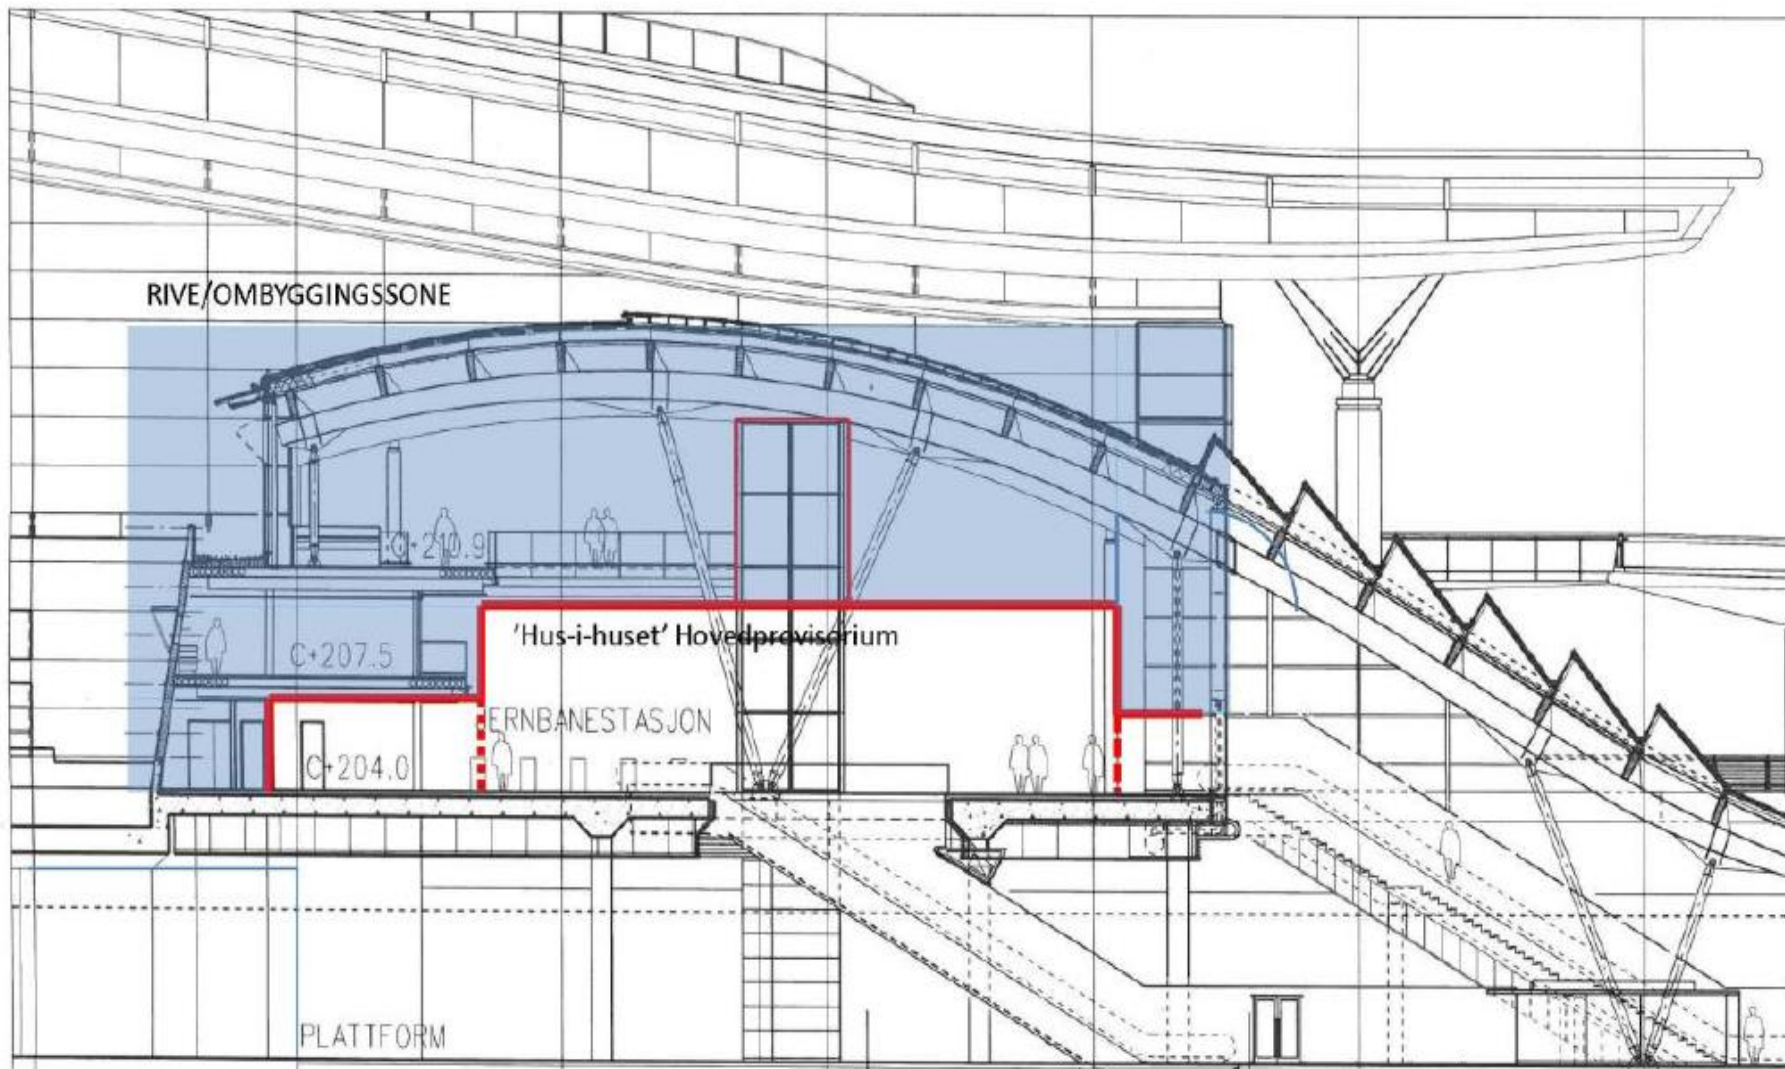 RIVE/OMBYGGINGSSONE
C+210.9
'Hus-i-huset' Hovedprovisorium
C+207.5
ERNBANESTASJON
C+204.0
PLATTFORM